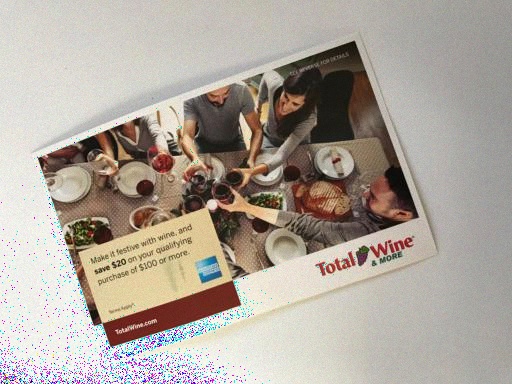 SEE REVERSE FOR DETAILS
Make it festive with wine, and
save $20 on your qualifying
purchase of $100 or more.
Terms Apply*.
TotalWine.com
Total Wine
& MORE